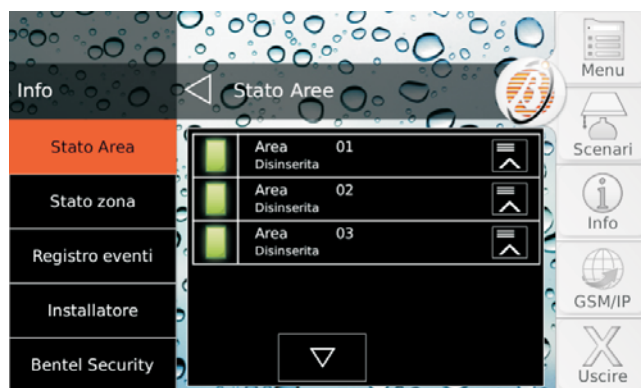 Info
Stato Aree
Stato Area
Stato zona
Registro eventi
Installatore
Bentel Security
Area 01
Disinserita
Area 02
Disinserita
Area 03
Disinserita
Menu
Scenari
Info
GSM/IP
Uscire